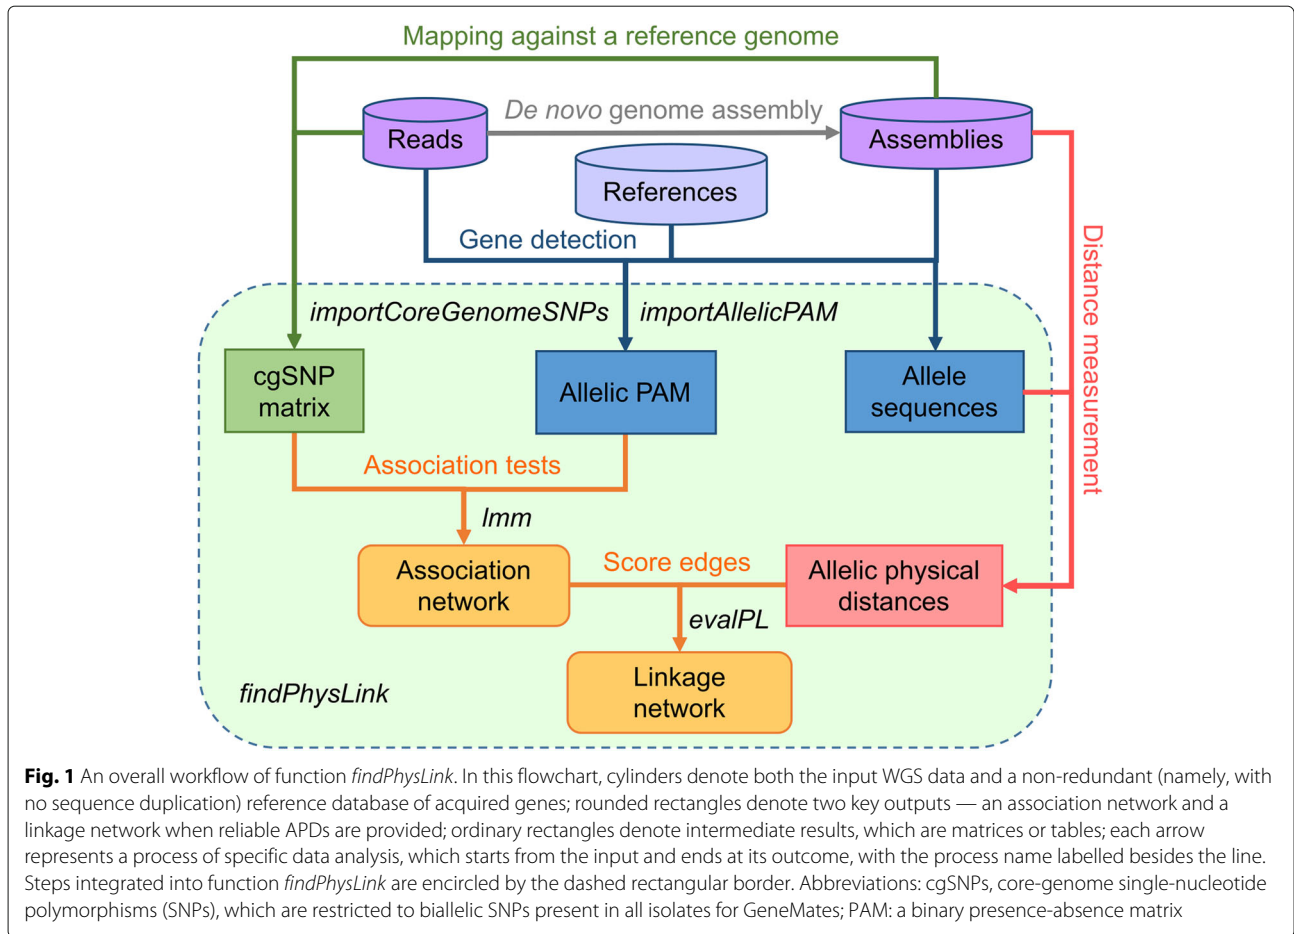 Mapping against a reference genome
De novo genome assembly
Reads
Assemblies
References
Gene detection
Distance measurement
importCoreGenomeSNPs
importAllelicPAM
cgSNP
matrix
Allelic PAM
Allele
sequences
Association tests
lmm
Association
network
Score edges
Allelic physical
distances
evalPL
Linkage
network
findPhysLink
Fig. 1 An overall workflow of function findPhysLink. In this flowchart, cylinders denote both the input WGS data and a non-redundant (namely, with
no sequence duplication) reference database of acquired genes; rounded rectangles denote two key outputs — an association network and a
linkage network when reliable APDs are provided; ordinary rectangles denote intermediate results, which are matrices or tables; each arrow
represents a process of specific data analysis, which starts from the input and ends at its outcome, with the process name labelled besides the line.
Steps integrated into function findPhysLink are encircled by the dashed rectangular border. Abbreviations: cgSNPs, core-genome single-nucleotide
polymorphisms (SNPs), which are restricted to biallelic SNPs present in all isolates for GeneMates; PAM: a binary presence-absence matrix